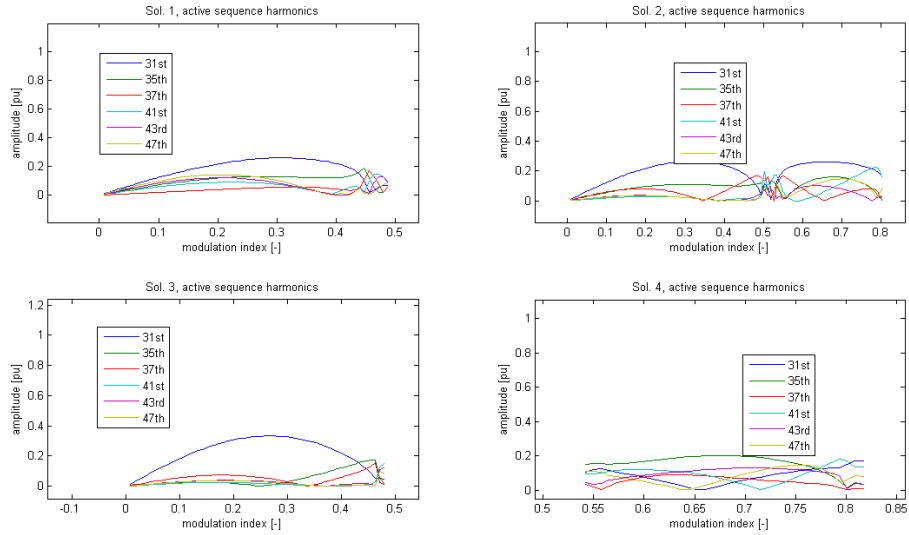 Sol. 1, active sequence harmonics
1
0.8
0.6
0.4
0.2
0
amplitude [pu]
31st
35th
37th
41st
43rd
47th
0 0.1 0.2 0.3 0.4 0.5
modulation index [-]
Sol. 2, active sequence harmonics
1
0.8
0.6
0.4
0.2
0
amplitude [pu]
31st
35th
37th
41st
43rd
47th
0 0.1 0.2 0.3 0.4 0.5 0.6 0.7 0.8
modulation index [-]
Sol. 3, active sequence harmonics
1.2
1
0.8
0.6
0.4
0.2
0
amplitude [pu]
31st
35th
37th
41st
43rd
47th
-0.1 0 0.1 0.2 0.3 0.4 0.5
modulation index [-]
Sol. 4, active sequence harmonics
1
0.8
0.6
0.4
0.2
0
amplitude [pu]
31st
35th
37th
41st
43rd
47th
0.5 0.55 0.6 0.65 0.7 0.75 0.8 0.85
modulation index [-]